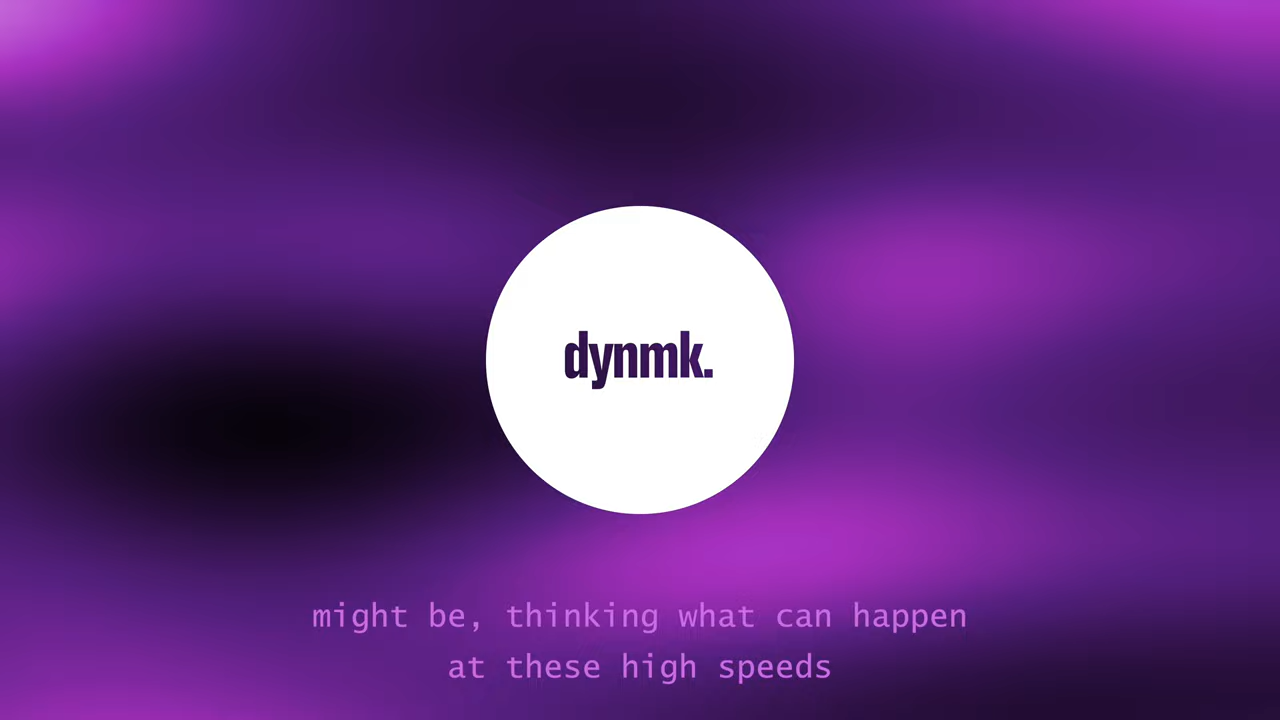 dynmk.
might be, thinking what can happen
at these high speeds